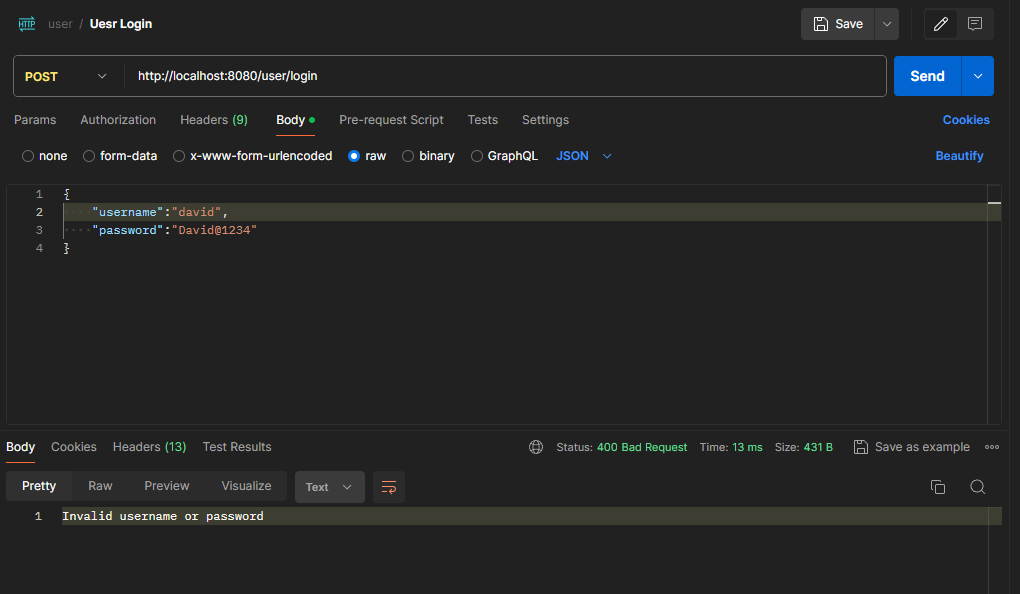 HTTP user / Uesr Login Save
POST http://localhost:8080/user/login Send
Params Authorization Headers (9) Body Pre-request Script Tests Settings Cookies
none form-data x-www-form-urlencoded raw binary GraphQL JSON Beautify
1 {
2 "username":"david",
3 "password":"David@1234"
4 }
Body Cookies Headers (13) Test Results Status: 400 Bad Request Time: 13 ms Size: 431 B Save as example
Pretty Raw Preview Visualize Text
1 Invalid username or password